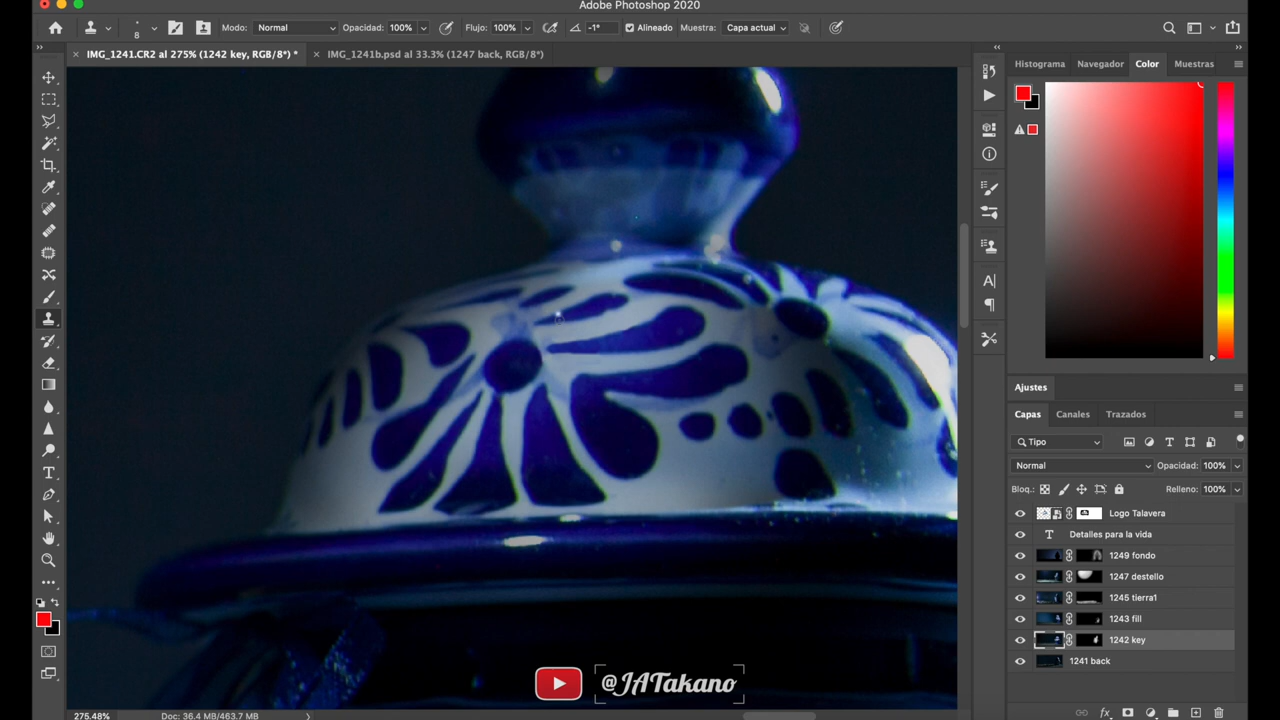 Adobe Photoshop 2020
8
Modo: Normal
Opacidad: 100%
Flujo: 100%
-1°
Alineado
Muestra: Capa actual
IMG_1241.CR2 al 275% (1242 key, RGB/8*) *
IMG_1241b.psd al 33.3% (1247 back, RGB/8*)
Histograma
Navegador
Color
Muestras
Ajustes
Capas
Canales
Trazados
Tipo
Normal
Opacidad: 100%
Bloq.:
Relleno: 100%
Logo Talavera
T Detalles para la vida
1249 fondo
1247 destello
1245 tierra1
1243 fill
1242 key
1241 back
@JATakano
275.48%
Doc: 36.4 MB/463.7 MB